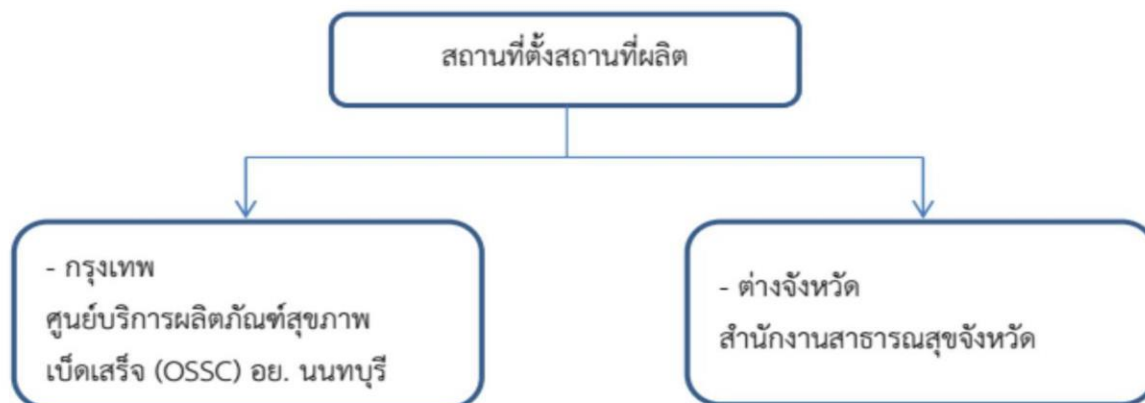 สถานที่ตั้งสถานที่ผลิต
- กรุงเทพ
ศูนย์บริการผลิตภัณฑ์สุขภาพ
เบ็ดเสร็จ (OSSC) อย. นนทบุรี
- ต่างจังหวัด
สำนักงานสาธารณสุขจังหวัด